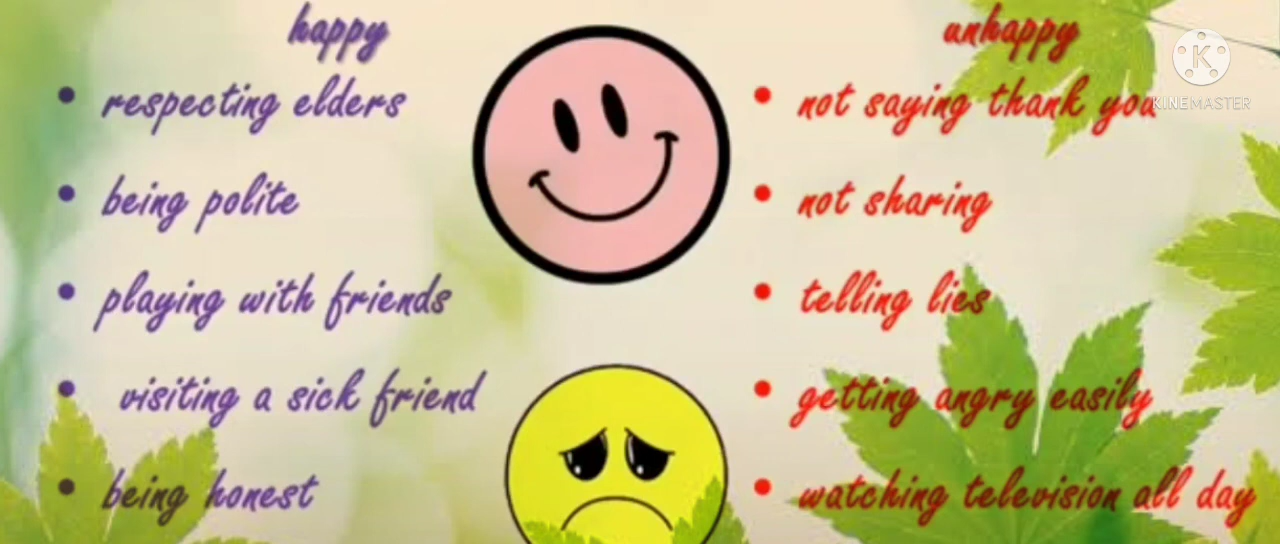 happy
respecting elders
being polite
playing with friends
visiting a sick friend
being honest
unhappy
not saying thank you
not sharing
telling lies
getting angry easily
watching television all day
K
KINEMASTER